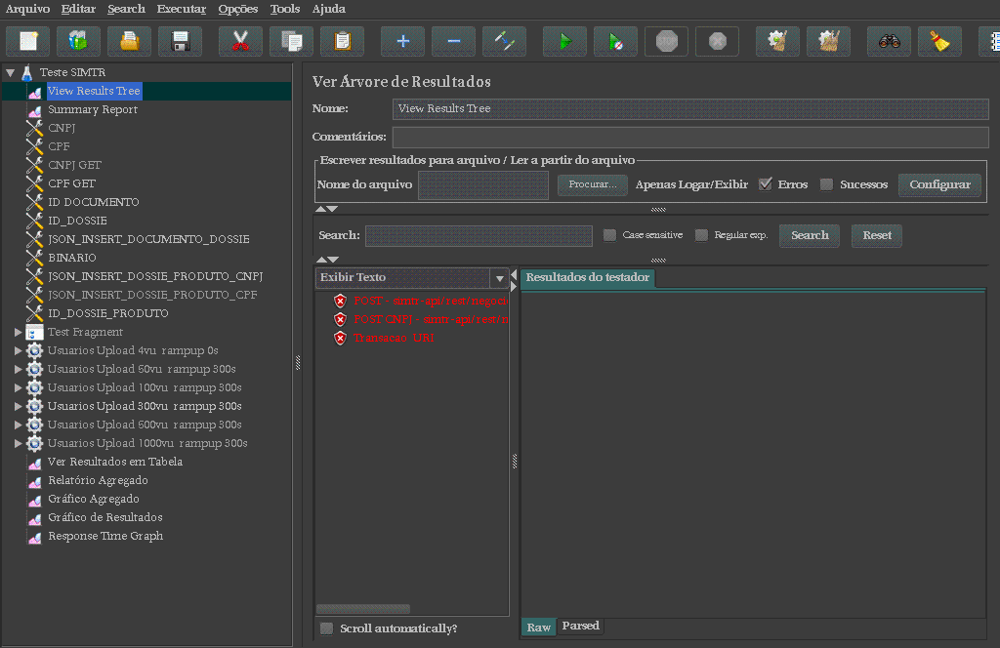 Arquivo Editar Search Executar Opções Tools Ajuda
Teste SIMTR
View Results Tree
Summary Report
CNPJ
CPF
CNPJ GET
CPF GET
ID DOCUMENTO
ID_DOSSIE
JSON_INSERT_DOCUMENTO_DOSSIE
BINARIO
JSON_INSERT_DOSSIE_PRODUTO_CNPJ
JSON_INSERT_DOSSIE_PRODUTO_CPF
ID_DOSSIE_PRODUTO
Test Fragment
Usuarios Upload 4vu rampup 0s
Usuarios Upload 60vu rampup 300s
Usuarios Upload 100vu rampup 300s
Usuarios Upload 300vu rampup 300s
Usuarios Upload 600vu rampup 300s
Usuarios Upload 1000vu rampup 300s
Ver Resultados em Tabela
Relatório Agregado
Gráfico Agregado
Gráfico de Resultados
Response Time Graph
Ver Árvore de Resultados
Nome: View Results Tree
Comentários:
Escrever resultados para arquivo / Ler a partir do arquivo
Nome do arquivo Procurar... Apenas Logar/Exibir Erros Sucessos Configurar
Search: Case sensitive Regular exp. Search Reset
Exibir Texto
POST - simtr-api/rest/negoci
POST CNPJ - simtr-api/rest/n
Transacao URI
Scroll automatically?
Resultados do testador
Raw Parsed